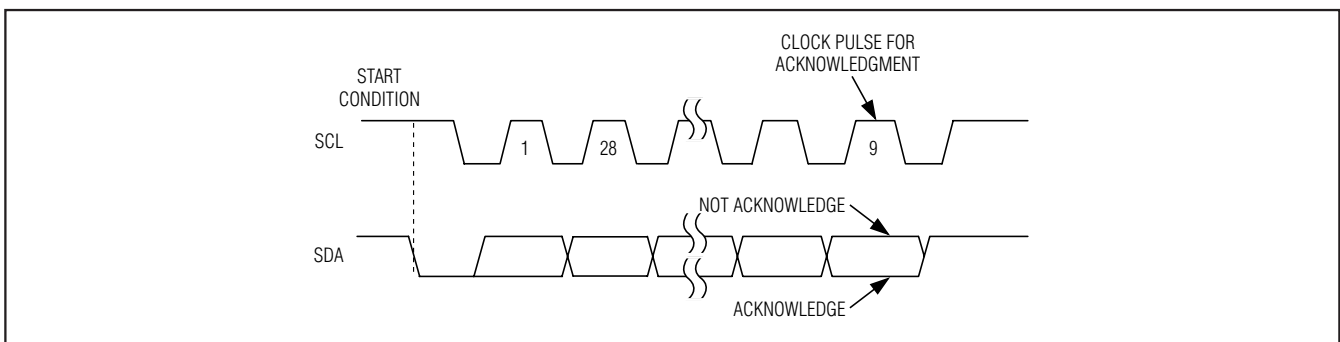 CLOCK PULSE FOR
ACKNOWLEDGMENT
START
CONDITION
SCL
1
28
9
NOT ACKNOWLEDGE
SDA
ACKNOWLEDGE